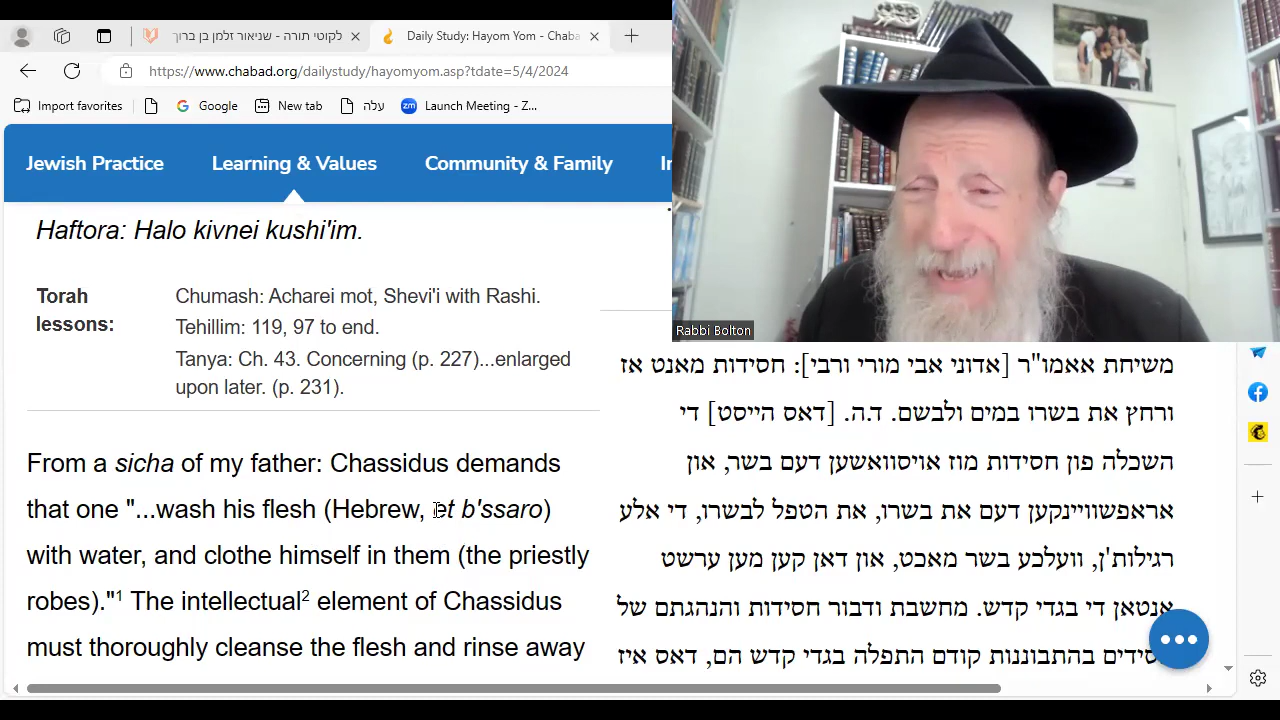 לקוטי תורה - שניאור זלמן בן ברוך
Daily Study: Hayom Yom - Chaba
https://www.chabad.org/dailystudy/hayomyom.asp?tdate=5/4/2024
Import favorites
Google
New tab
עלה
zm
Launch Meeting - Z...
Jewish Practice
Learning & Values
Community & Family
Haftora: Halo kivnei kushi'im.
Torah lessons:
Chumash: Acharei mot, Shevi'i with Rashi.
Tehillim: 119, 97 to end.
Tanya: Ch. 43. Concerning (p. 227)...enlarged
upon later. (p. 231).
From a sicha of my father: Chassidus demands
that one "...wash his flesh (Hebrew, et b'ssaro)
with water, and clothe himself in them (the priestly
robes)."1 The intellectual2 element of Chassidus
must thoroughly cleanse the flesh and rinse away
Rabbi Bolton
משיחת אאמו"ר [אדוני אבי מורי ורבי]: חסידות מאנט אז
ורחץ את בשרו במים ולבשם. ד.ה. [דאס הייסט] די
השכלה פון חסידות מוז אויסוואשען דעם בשר, און
אראפשווייינקען דעם את בשרו, את הטפל לבשרו, די אלע
רגילות'ן, וועלכע בשר מאכט, און דאן קען מען ערשט
אנטאן די בגדי קדש. מחשבת ודבור חסידות והנהגתם של
סידים בהתבוננות קודם התפלה בגדי קדש הם, דאס איז